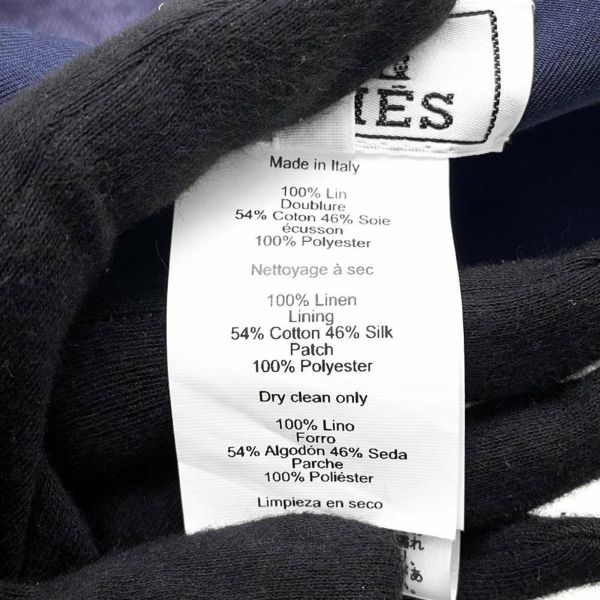 MÈS
Made in Italy
100% Lin
Doublure
54% Coton 46% Soie
écusson
100% Polyester
Nettoyage à sec
100% Linen
Lining
54% Cotton 46% Silk
Patch
100% Polyester
Dry clean only
100% Lino
Forro
54% Algodón 46% Seda
Parche
100% Poliéster
Limpieza en seco